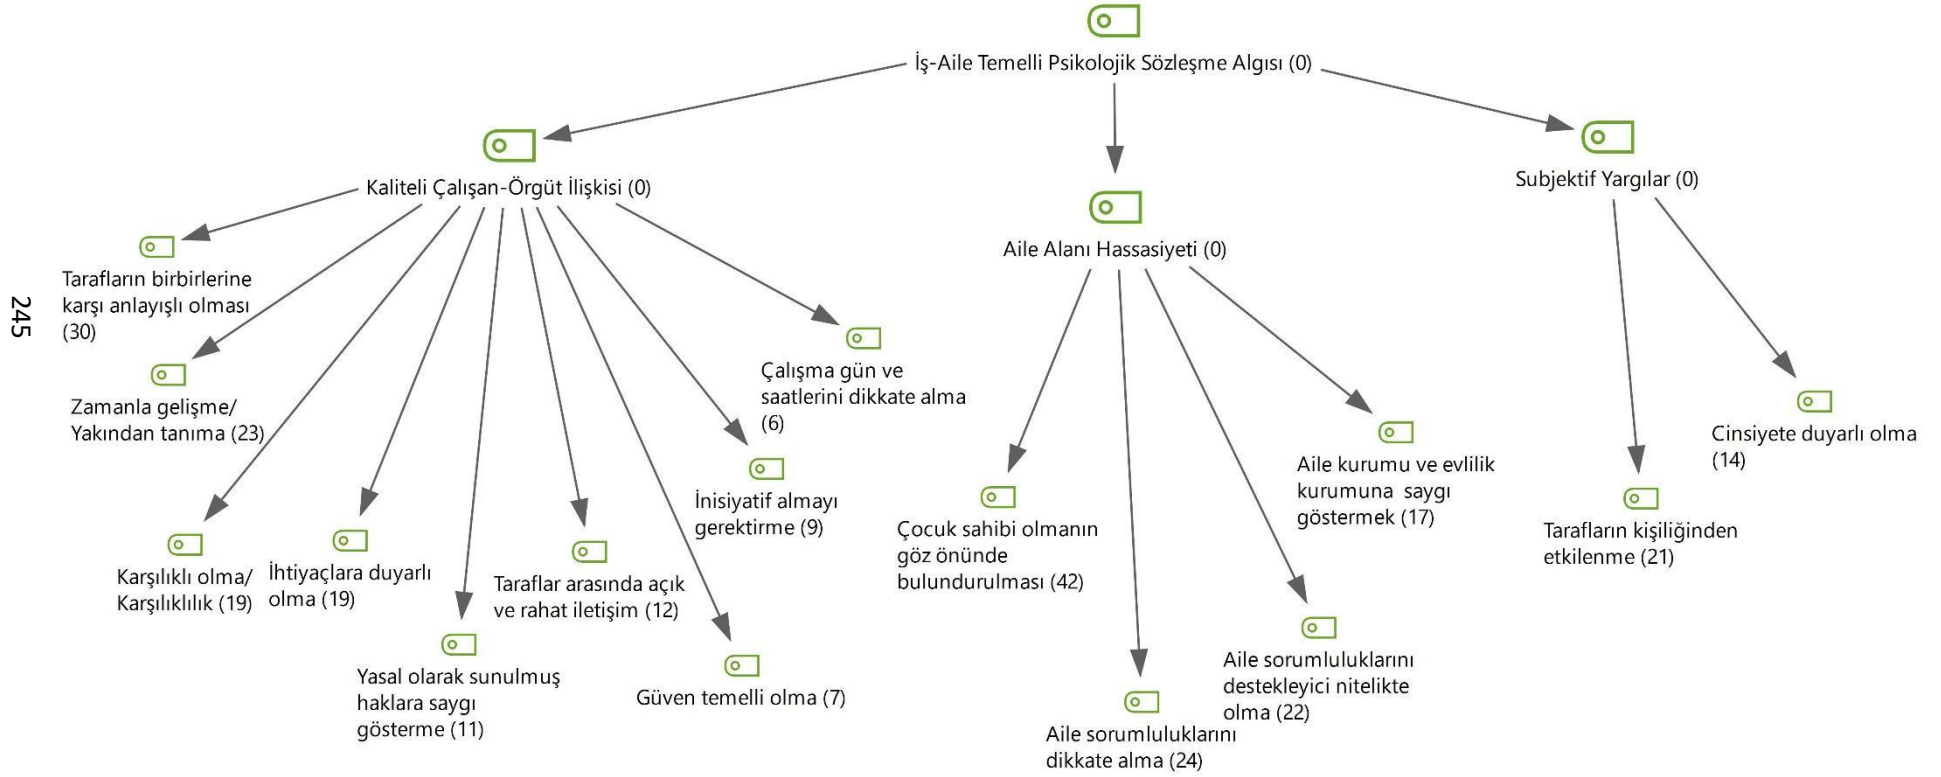 İş-Aile Temelli Psikolojik Sözleşme Algısı (0)
Kaliteli Çalışan-Örgüt İlişkisi (0)
Aile Alanı Hassasiyeti (0)
Subjektif Yargılar (0)
Tarafların birbirlerine
karşı anlayışlı olması
(30)
Zamanla gelişme/
Yakından tanıma (23)
Karşılıklı olma/
Karşılıklılık (19)
İhtiyaçlara duyarlı
olma (19)
Yasal olarak sunulmuş
haklara saygı
gösterme (11)
Taraflar arasında açık
ve rahat iletişim (12)
Güven temelli olma (7)
İnisiyatif almayı
gerektirme (9)
Çalışma gün ve
saatlerini dikkate alma
(6)
Çocuk sahibi olmanın
göz önünde
bulundurulması (42)
Aile sorumluluklarını
dikkate alma (24)
Aile sorumluluklarını
destekleyici nitelikte
olma (22)
Aile kurumu ve evlilik
kurumuna saygı
göstermek (17)
Tarafların kişiliğinden
etkilenme (21)
Cinsiyete duyarlı olma
(14)
245